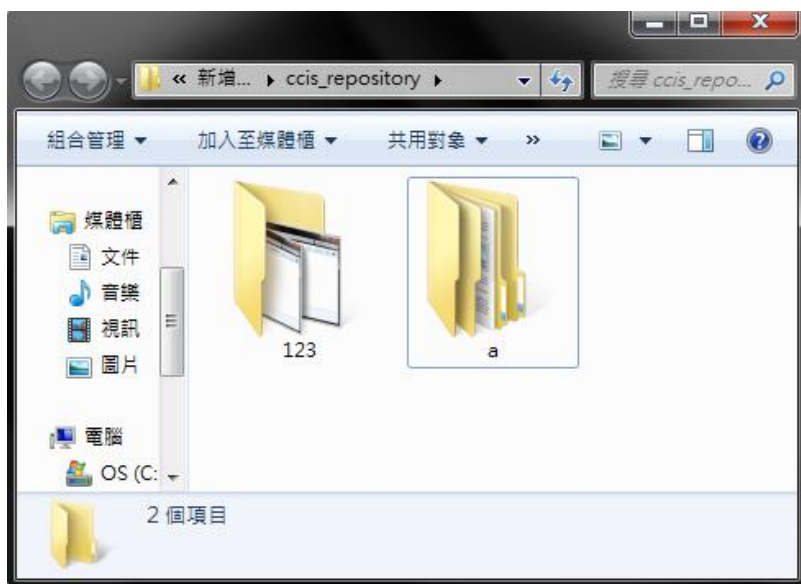 « 新增... ▸ ccis_repository ▸
搜尋 ccis_repo...
組合管理 ▼ 加入至媒體櫃 ▼ 共用對象 ▼ »
媒體櫃
文件
音樂
視訊
圖片
電腦
OS (C:
123
a
2 個項目